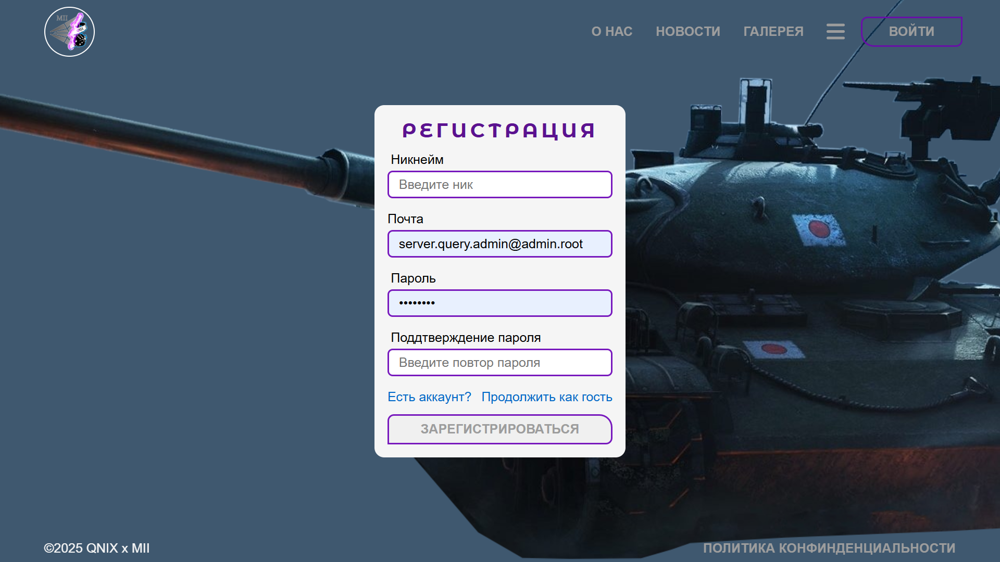 MII
QNIX
О НАС
НОВОСТИ
ГАЛЕРЕЯ
ВОЙТИ
РЕГИСТРАЦИЯ
Никнейм
Введите ник
Почта
server.query.admin@admin.root
Пароль
••••••••
Поддтверждение пароля
Введите повтор пароля
Есть аккаунт? Продолжить как гость
ЗАРЕГИСТРИРОВАТЬСЯ
©2025 QNIX x MII
ПОЛИТИКА КОНФИНДЕНЦИАЛЬНОСТИ